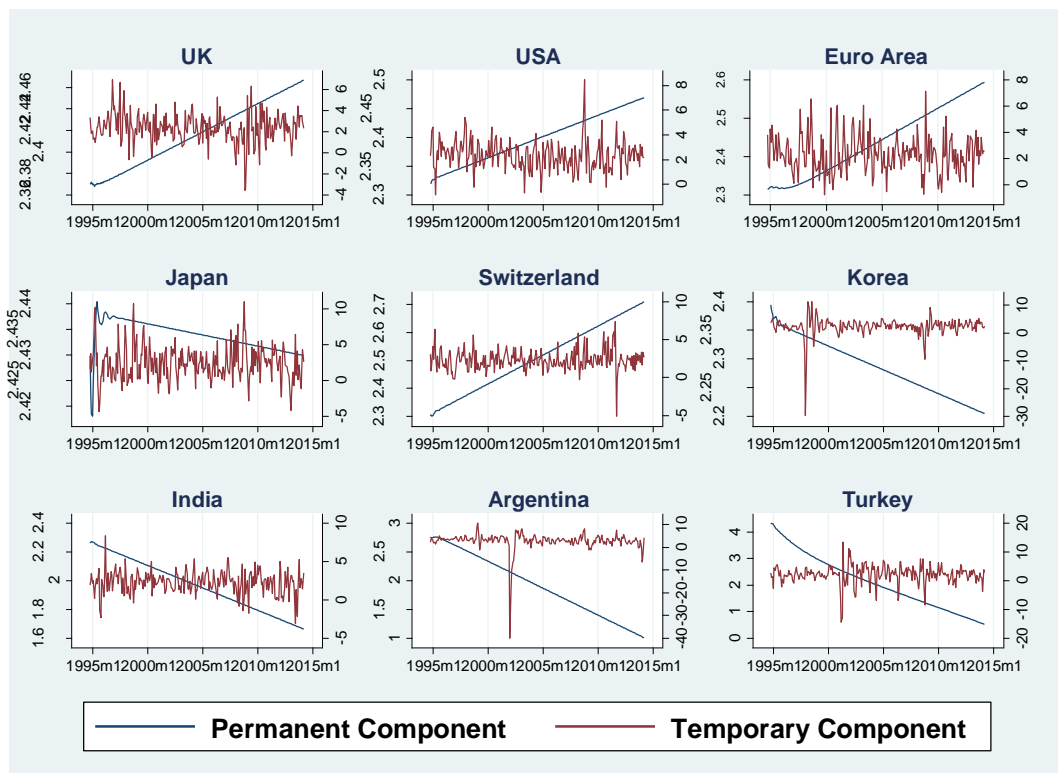 UK
2.36 2.38 2.4 2.42 2.44 2.46
-4 -2 0 2 4 6
1995m1 2000m1 2005m1 2010m1 2015m1
USA
2.3 2.35 2.4 2.45 2.5
0 2 4 6 8
1995m1 2000m1 2005m1 2010m1 2015m1
Euro Area
2.3 2.4 2.5 2.6
0 2 4 6 8
1995m1 2000m1 2005m1 2010m1 2015m1
Japan
2.42 2.425 2.43 2.435 2.44
-5 0 5 10
1995m1 2000m1 2005m1 2010m1 2015m1
Switzerland
2.3 2.4 2.5 2.6 2.7
-5 0 5 10
1995m1 2000m1 2005m1 2010m1 2015m1
Korea
2.2 2.25 2.3 2.35 2.4
-30 -20 -10 0 10
1995m1 2000m1 2005m1 2010m1 2015m1
India
1.6 1.8 2 2.2 2.4
-5 0 5 10
1995m1 2000m1 2005m1 2010m1 2015m1
Argentina
1 1.5 2 2.5 3
-40 -30 -20 -10 0 10
1995m1 2000m1 2005m1 2010m1 2015m1
Turkey
0 1 2 3 4
-20 -10 0 10 20
1995m1 2000m1 2005m1 2010m1 2015m1
Permanent Component Temporary Component